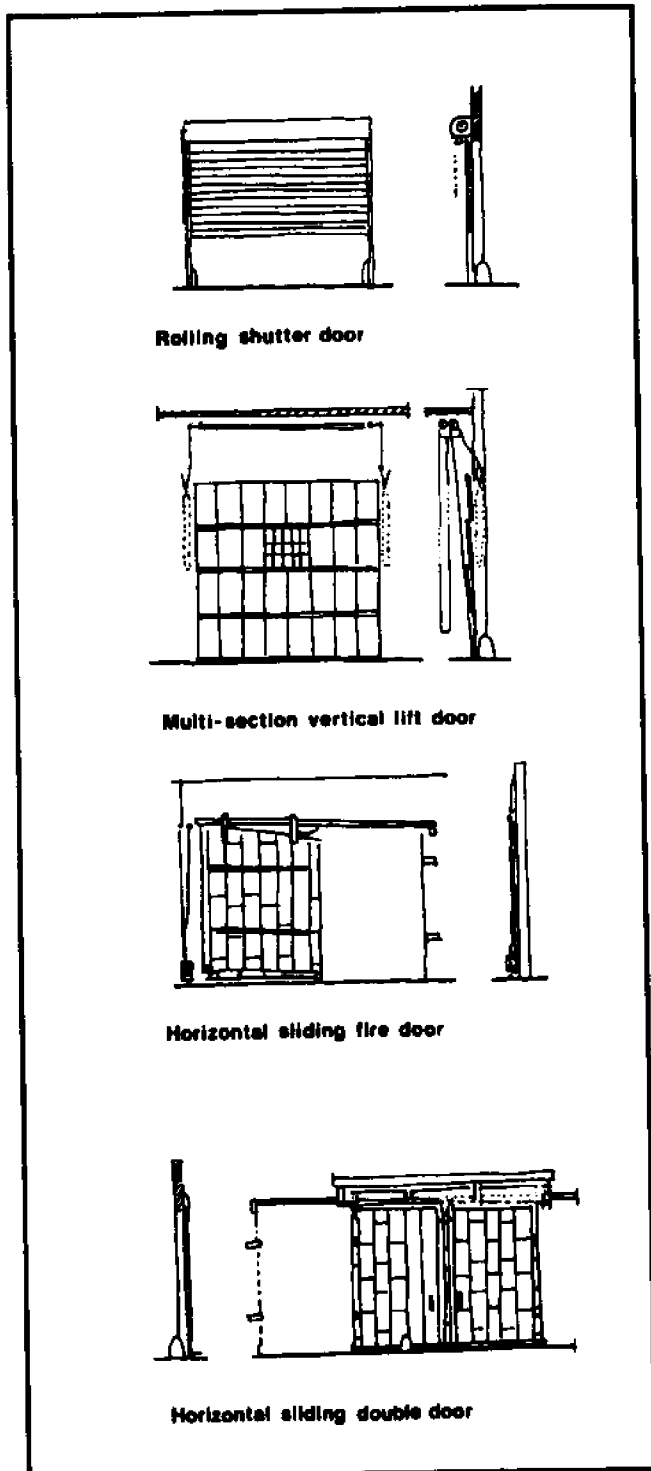 Rolling shutter door
Multi-section vertical lift door
Horizontal sliding fire door
Horizontal sliding double door